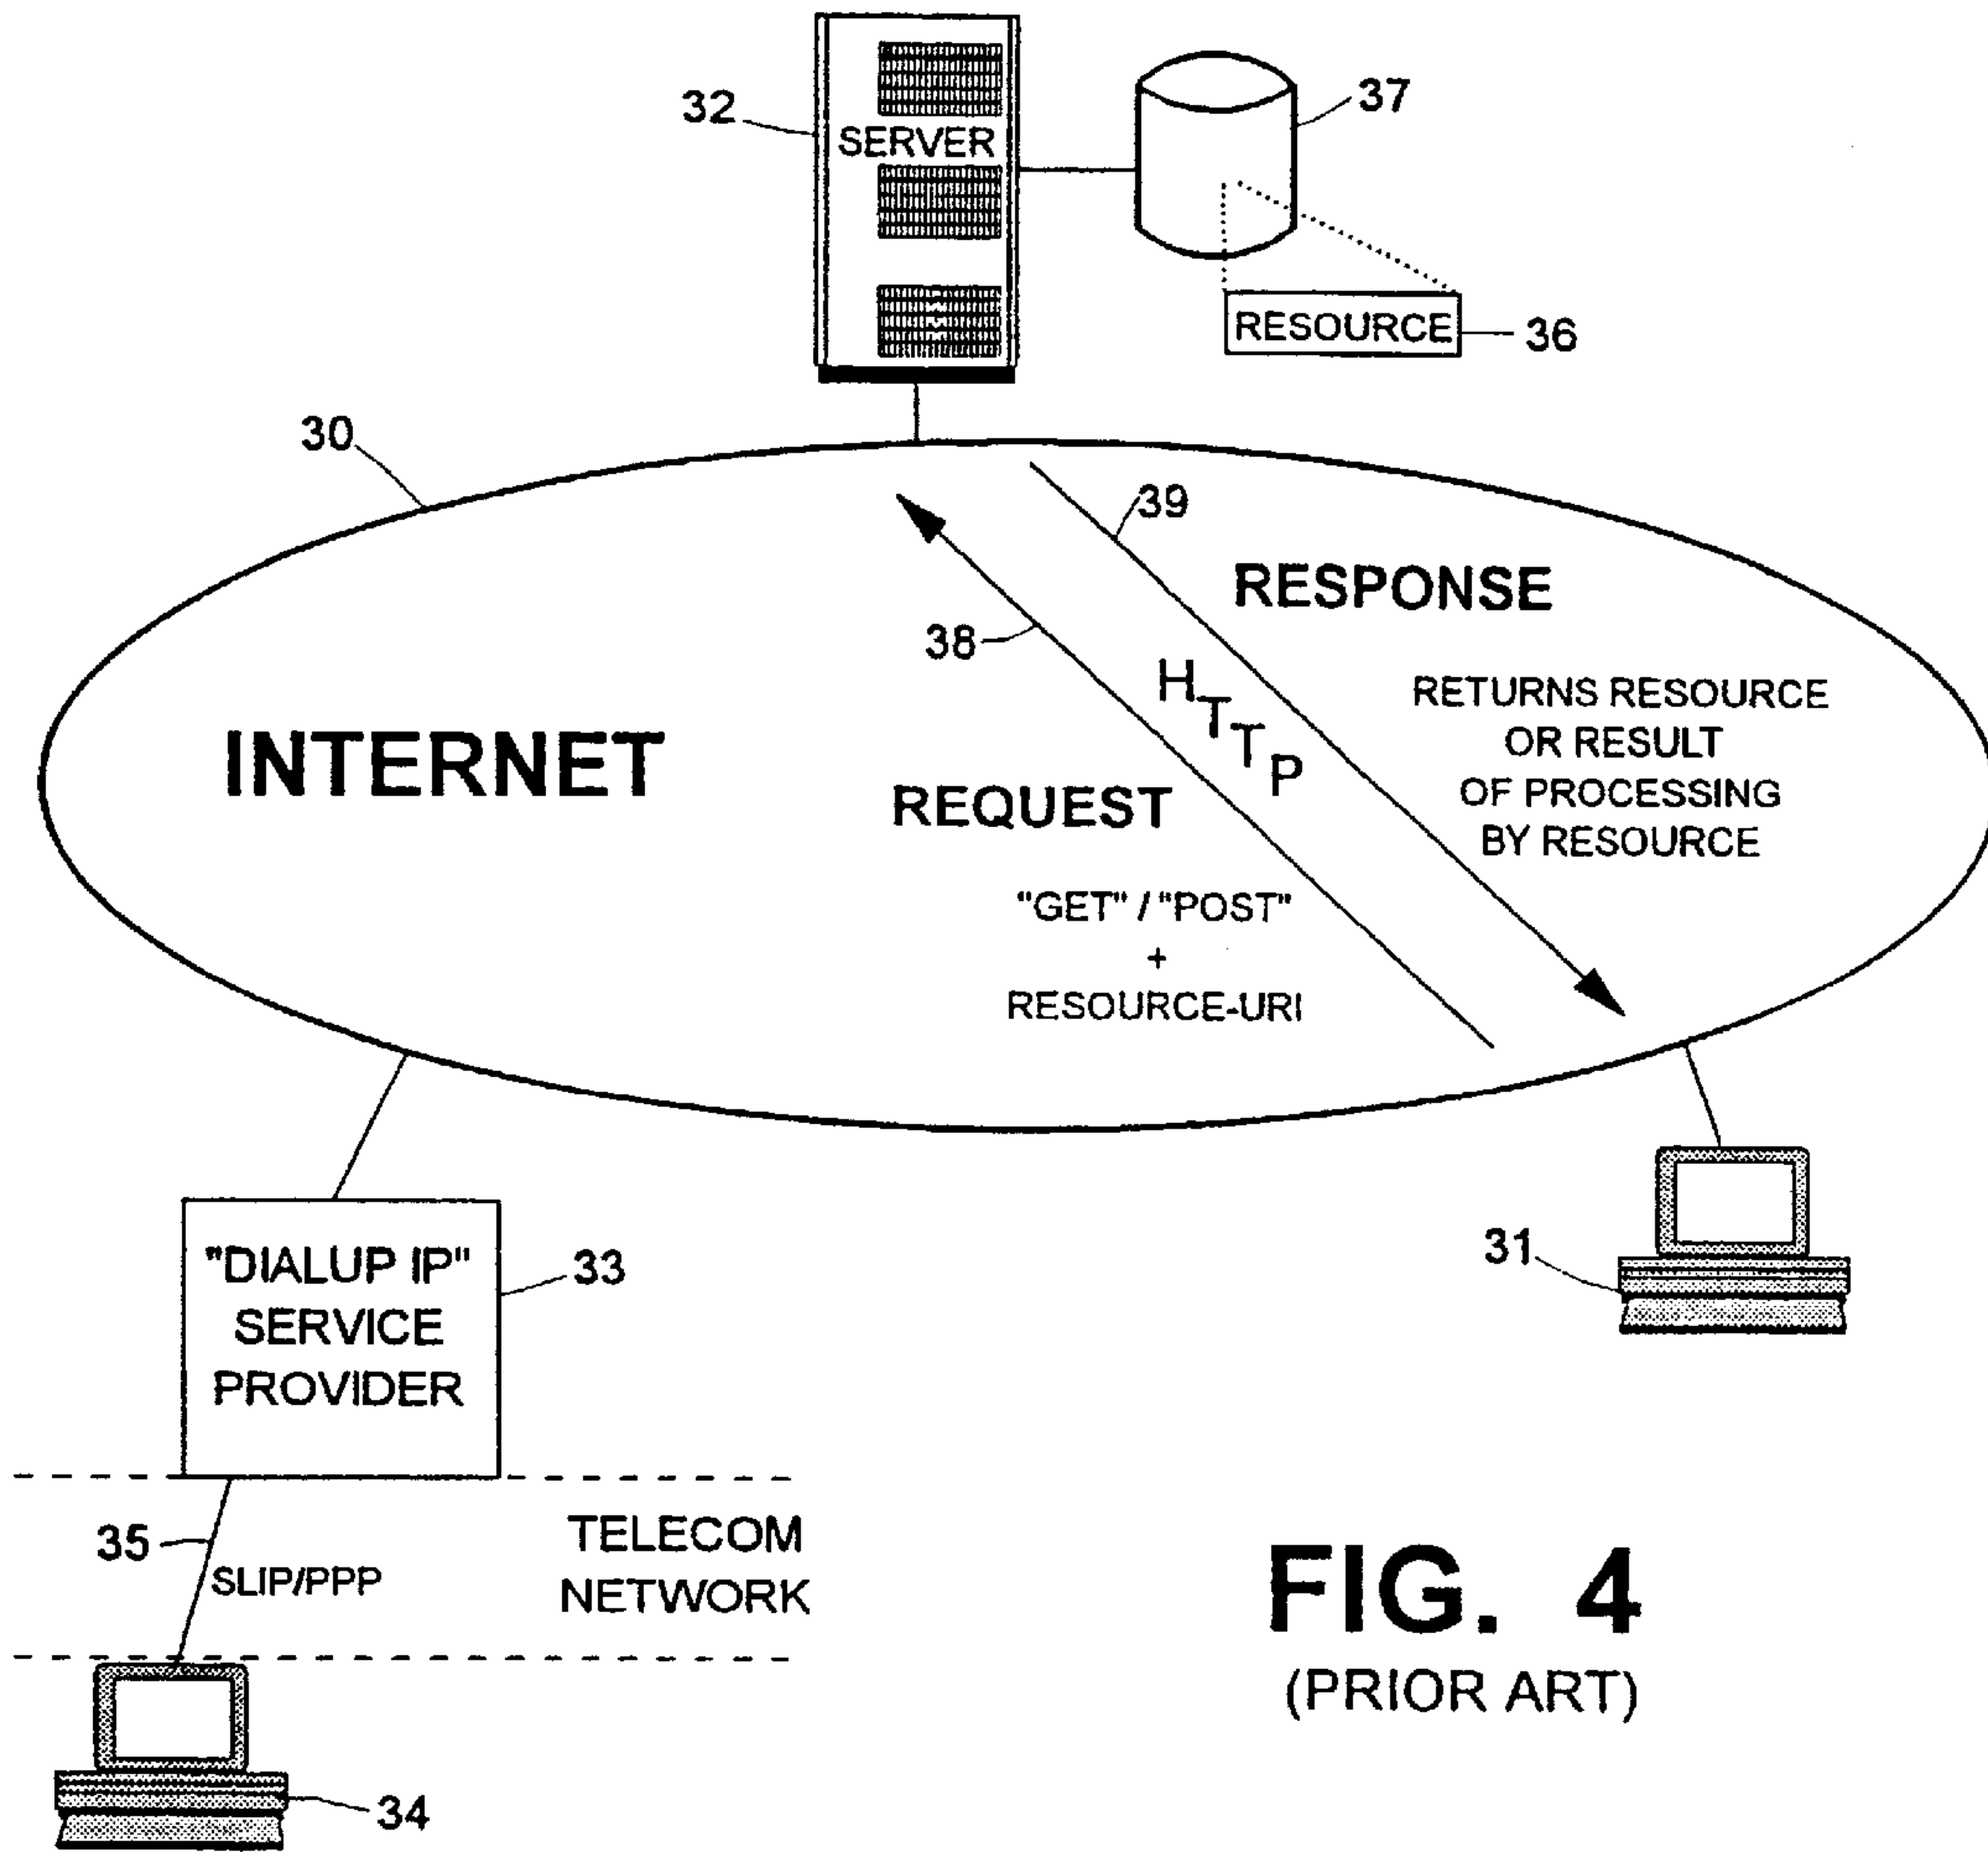 32
SERVER
37
RESOURCE
36
30
39
RESPONSE
38
HTTP
RETURNS RESOURCE
OR RESULT
OF PROCESSING
BY RESOURCE
INTERNET
REQUEST
"GET" / "POST"
+
RESOURCE-URI
"DIALUP IP"
SERVICE
PROVIDER
33
31
35
SLIP/PPP
TELECOM
NETWORK
34
FIG. 4
(PRIOR ART)